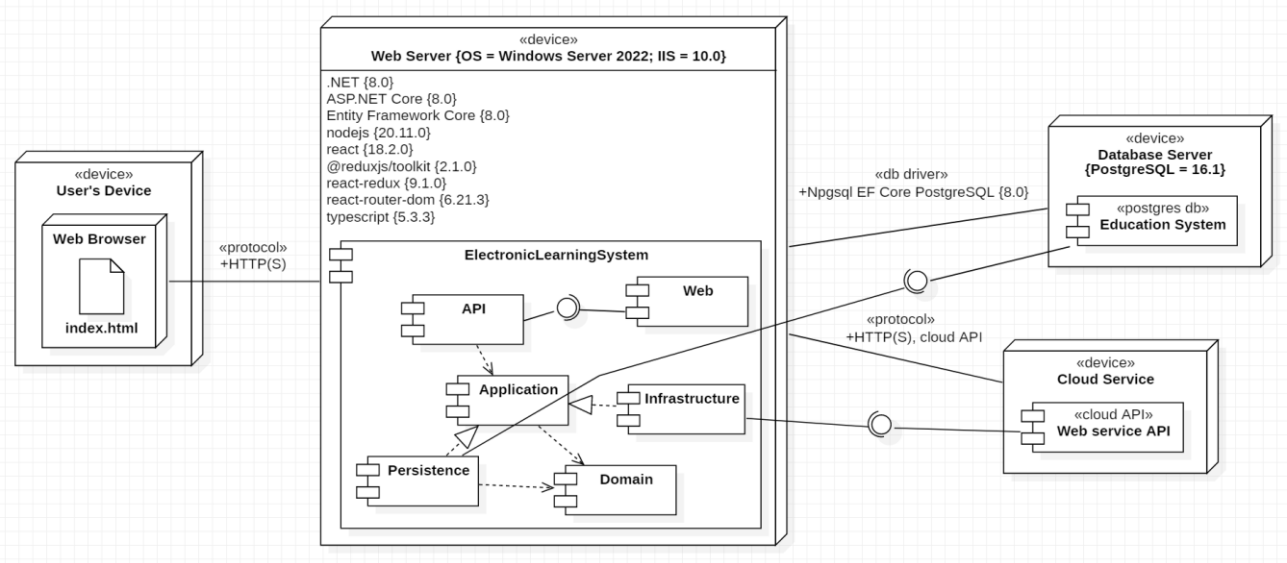 «device»
User's Device
Web Browser
index.html
«protocol»
+HTTP(S)
«device»
Web Server {OS = Windows Server 2022; IIS = 10.0}
.NET {8.0}
ASP.NET Core {8.0}
Entity Framework Core {8.0}
nodejs {20.11.0}
react {18.2.0}
@reduxjs/toolkit {2.1.0}
react-redux {9.1.0}
react-router-dom {6.21.3}
typescript {5.3.3}
ElectronicLearningSystem
API
Web
Application
Infrastructure
Persistence
Domain
«db driver»
+Npgsql EF Core PostgreSQL {8.0}
«protocol»
+HTTP(S), cloud API
«device»
Database Server
{PostgreSQL = 16.1}
«postgres db»
Education System
«device»
Cloud Service
«cloud API»
Web service API